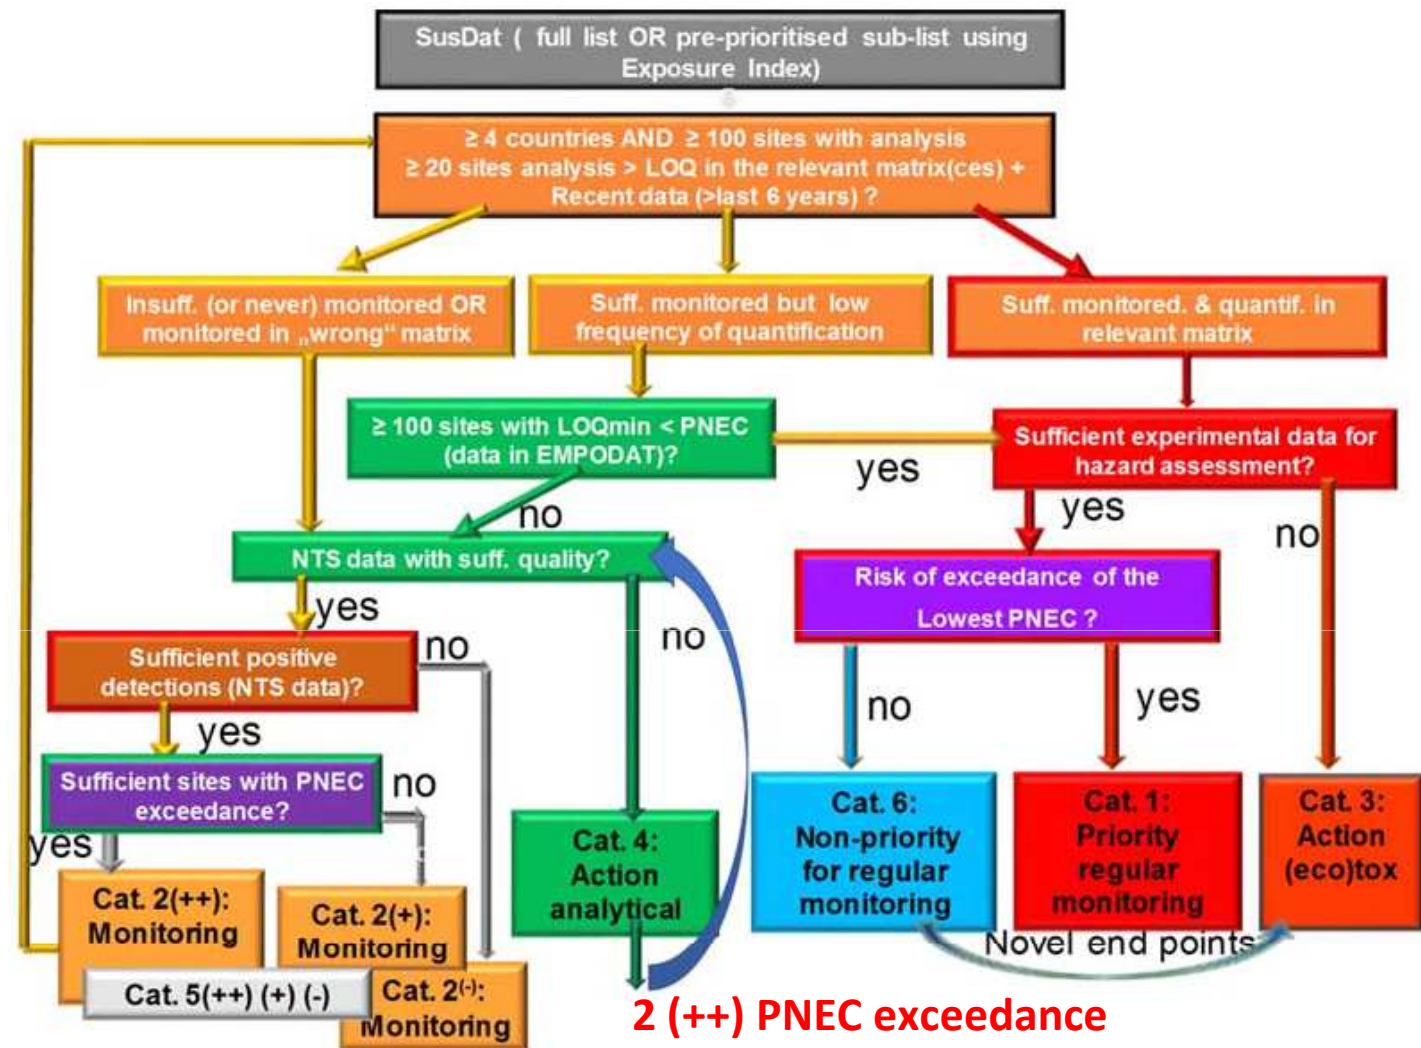 SusDat ( full list OR pre-prioritised sub-list using
Exposure Index)
≥ 4 countries AND ≥ 100 sites with analysis
≥ 20 sites analysis > LOQ in the relevant matrix(ces) +
Recent data (>last 6 years) ?
Insuff. (or never) monitored OR
monitored in „wrong“ matrix
Suff. monitored but low
frequency of quantification
Suff. monitored. & quantif. in
relevant matrix
≥ 100 sites with LOQmin < PNEC
(data in EMPODAT)?
yes
Sufficient experimental data for
hazard assessment?
no
yes
no
NTS data with suff. quality?
Risk of exceedance of the
Lowest PNEC ?
yes
no
Sufficient positive
detections (NTS data)?
no
yes
no
yes
Sufficient sites with PNEC
exceedance?
no
yes
Cat. 2(++):
Monitoring
Cat. 2(+):
Monitoring
Cat. 5(++) (+) (-)
Cat. 2(-):
Monitoring
Cat. 4:
Action
analytical
Cat. 6:
Non-priority
for regular
monitoring
Cat. 1:
Priority
regular
monitoring
Cat. 3:
Action
(eco)tox
Novel end points
2 (++) PNEC exceedance